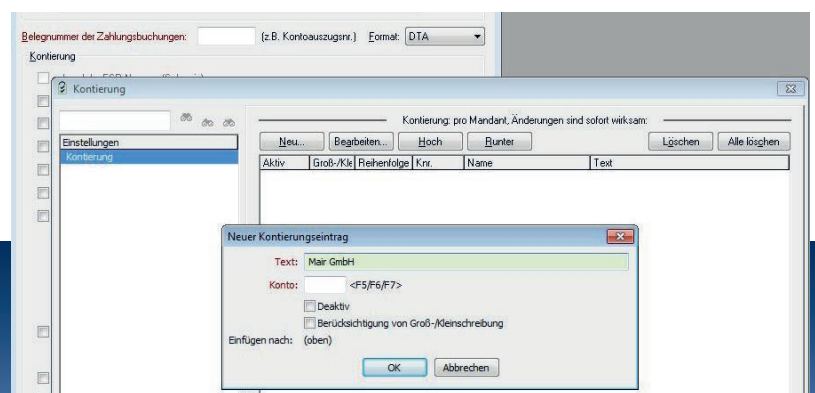 Belegnummer der Zahlungsbuchungen: (z.B. Kontoauszugsnr.) Format: DTA
Kontierung
Kontierung
Kontierung: pro Mandant, Änderungen sind sofort wirksam:
Einstellungen
Kontierung
Neu... Bearbeiten... Hoch Runter Löschen Alle löschen
Aktiv Groß-/Kle Reihenfolge Knr. Name Text
Neuer Kontierungseintrag
Text: Mair GmbH
Konto: <F5/F6/F7>
Deaktiv
Berücksichtigung von Groß-/Kleinschreibung
Einfügen nach: (oben)
OK Abbrechen